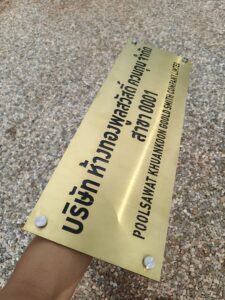 บริษัท ห้างทองพูลสวัสดิ์ ควนกุน จำกัด
สาขา 0001
POOLSAWAT KHUANKOON GOULD SMITH COMPANY LIMITED